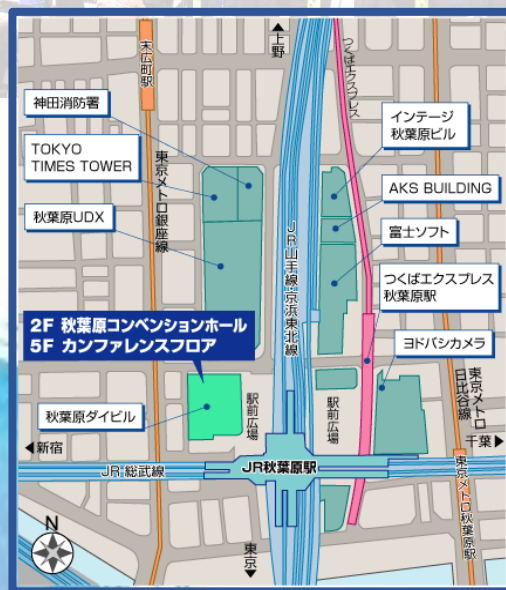 ▲上野
末広町駅
つくばエクスプレス
神田消防署
インテージ
秋葉原ビル
TOKYO
TIMES TOWER
東京メトロ銀座線
AKS BUILDING
秋葉原UDX
JR山手線・京浜東北線
富士ソフト
つくばエクスプレス
秋葉原駅
2F 秋葉原コンベンションホール
5F カンファレンスフロア
ヨドバシカメラ
秋葉原ダイビル
駅前広場
駅前広場
東京メトロ
日比谷線
◀新宿
千葉▶
JR 総武線
JR秋葉原駅
東京メトロ秋葉原駅
N
東京▼